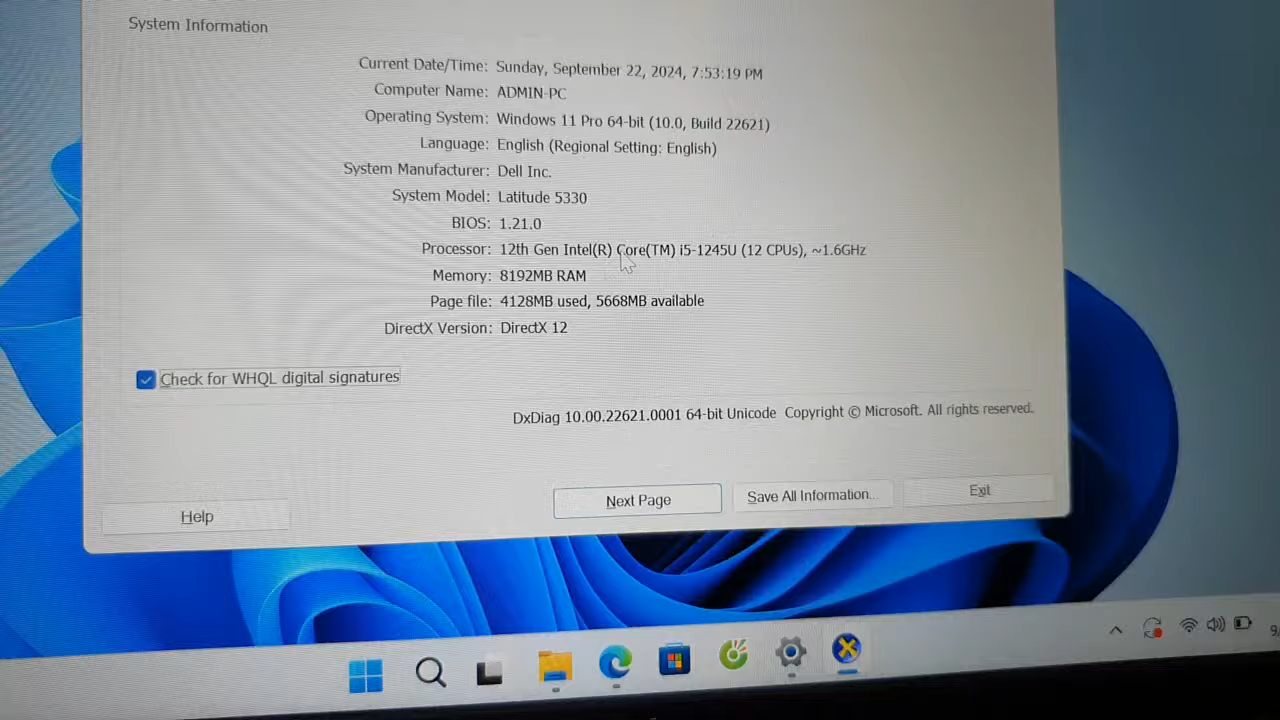 System Information
Current Date/Time: Sunday, September 22, 2024, 7:53:19 PM
Computer Name: ADMIN-PC
Operating System: Windows 11 Pro 64-bit (10.0, Build 22621)
Language: English (Regional Setting: English)
System Manufacturer: Dell Inc.
System Model: Latitude 5330
BIOS: 1.21.0
Processor: 12th Gen Intel(R) Core(TM) i5-1245U (12 CPUs), ~1.6GHz
Memory: 8192MB RAM
Page file: 4128MB used, 5668MB available
DirectX Version: DirectX 12
Check for WHQL digital signatures
DxDiag 10.00.22621.0001 64-bit Unicode Copyright © Microsoft. All rights reserved.
Help
Next Page
Save All Information...
Exit